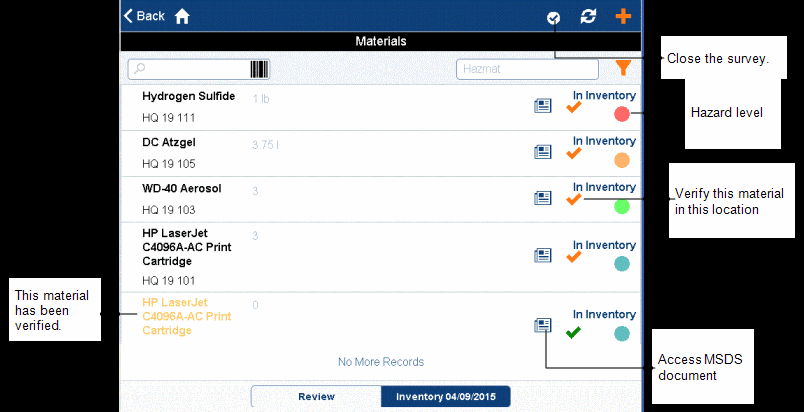 Back
Materials
Hazmat
Hydrogen Sulfide 1 lb In Inventory
HQ 19 111
DC Atzgel 3.75 l In Inventory
HQ 19 105
WD-40 Aerosol 3 In Inventory
HQ 19 103
HP LaserJet 3
C4096A-AC Print In Inventory
Cartridge
HQ 19 101
HP LaserJet 0
C4096A-AC Print In Inventory
Cartridge
No More Records
Review Inventory 04/09/2015
Close the survey.
Hazard level
Verify this material
in this location
This material
has been
verified.
Access MSDS
document